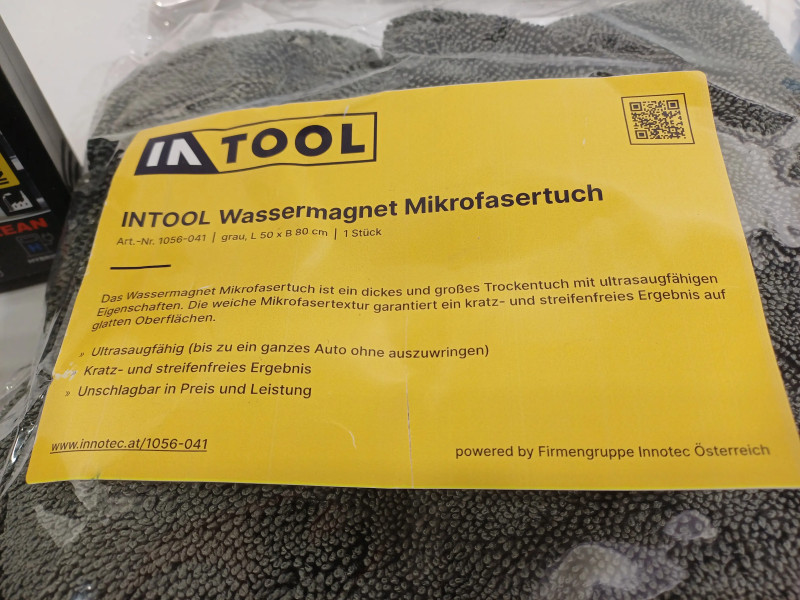 INTOOL
INTOOL Wassermagnet Mikrofasertuch
Art.-Nr. 1056-041 | grau, L 50 x B 80 cm | 1 Stück
Das Wassermagnet Mikrofasertuch ist ein dickes und großes Trockentuch mit ultrasaugfähigen
Eigenschaften. Die weiche Mikrofasertextur garantiert ein kratz- und streifenfreies Ergebnis auf
glatten Oberflächen.
» Ultrasaugfähig (bis zu ein ganzes Auto ohne auszuwringen)
» Kratz- und streifenfreies Ergebnis
» Unschlagbar in Preis und Leistung
www.innotec.at/1056-041
powered by Firmengruppe Innotec Österreich